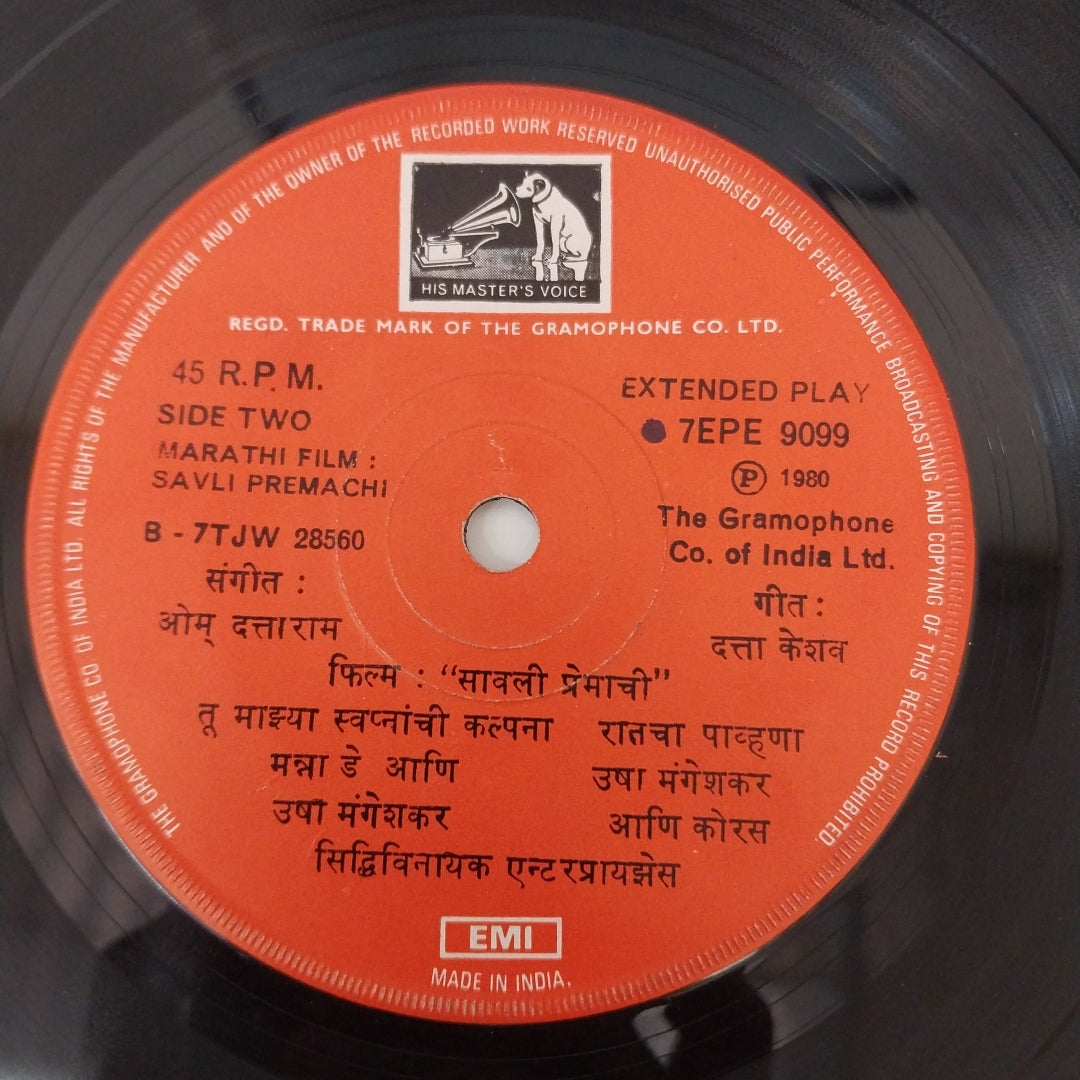 THE GRAMOPHONE CO OF INDIA LTD. ALL RIGHTS OF THE MANUFACTURER AND OF THE OWNER OF THE RECORDED WORK RESERVED UNAUTHORISED PUBLIC PERFORMANCE BROADCASTING AND COPYING OF THIS RECORD PROHIBITED.
HIS MASTER'S VOICE
REGD. TRADE MARK OF THE GRAMOPHONE CO. LTD.
45 R.P.M.
SIDE TWO
MARATHI FILM :
SAVLI PREMACHI
B - 7TJW 28560
संगीत :
ओम् दत्ताराम
EXTENDED PLAY
7EPE 9099
Ⓟ 1980
The Gramophone
Co. of India Ltd.
गीत :
दत्ता केशव
फिल्म : “सावली प्रेमाची”
तू माझ्या स्वप्नांची कल्पना
मन्ना डे आणि
उषा मंगेशकर
रातचा पाव्हणा
उषा मंगेशकर
आणि कोरस
सिद्धिविनायक एन्टरप्रायझेस
EMI
MADE IN INDIA.